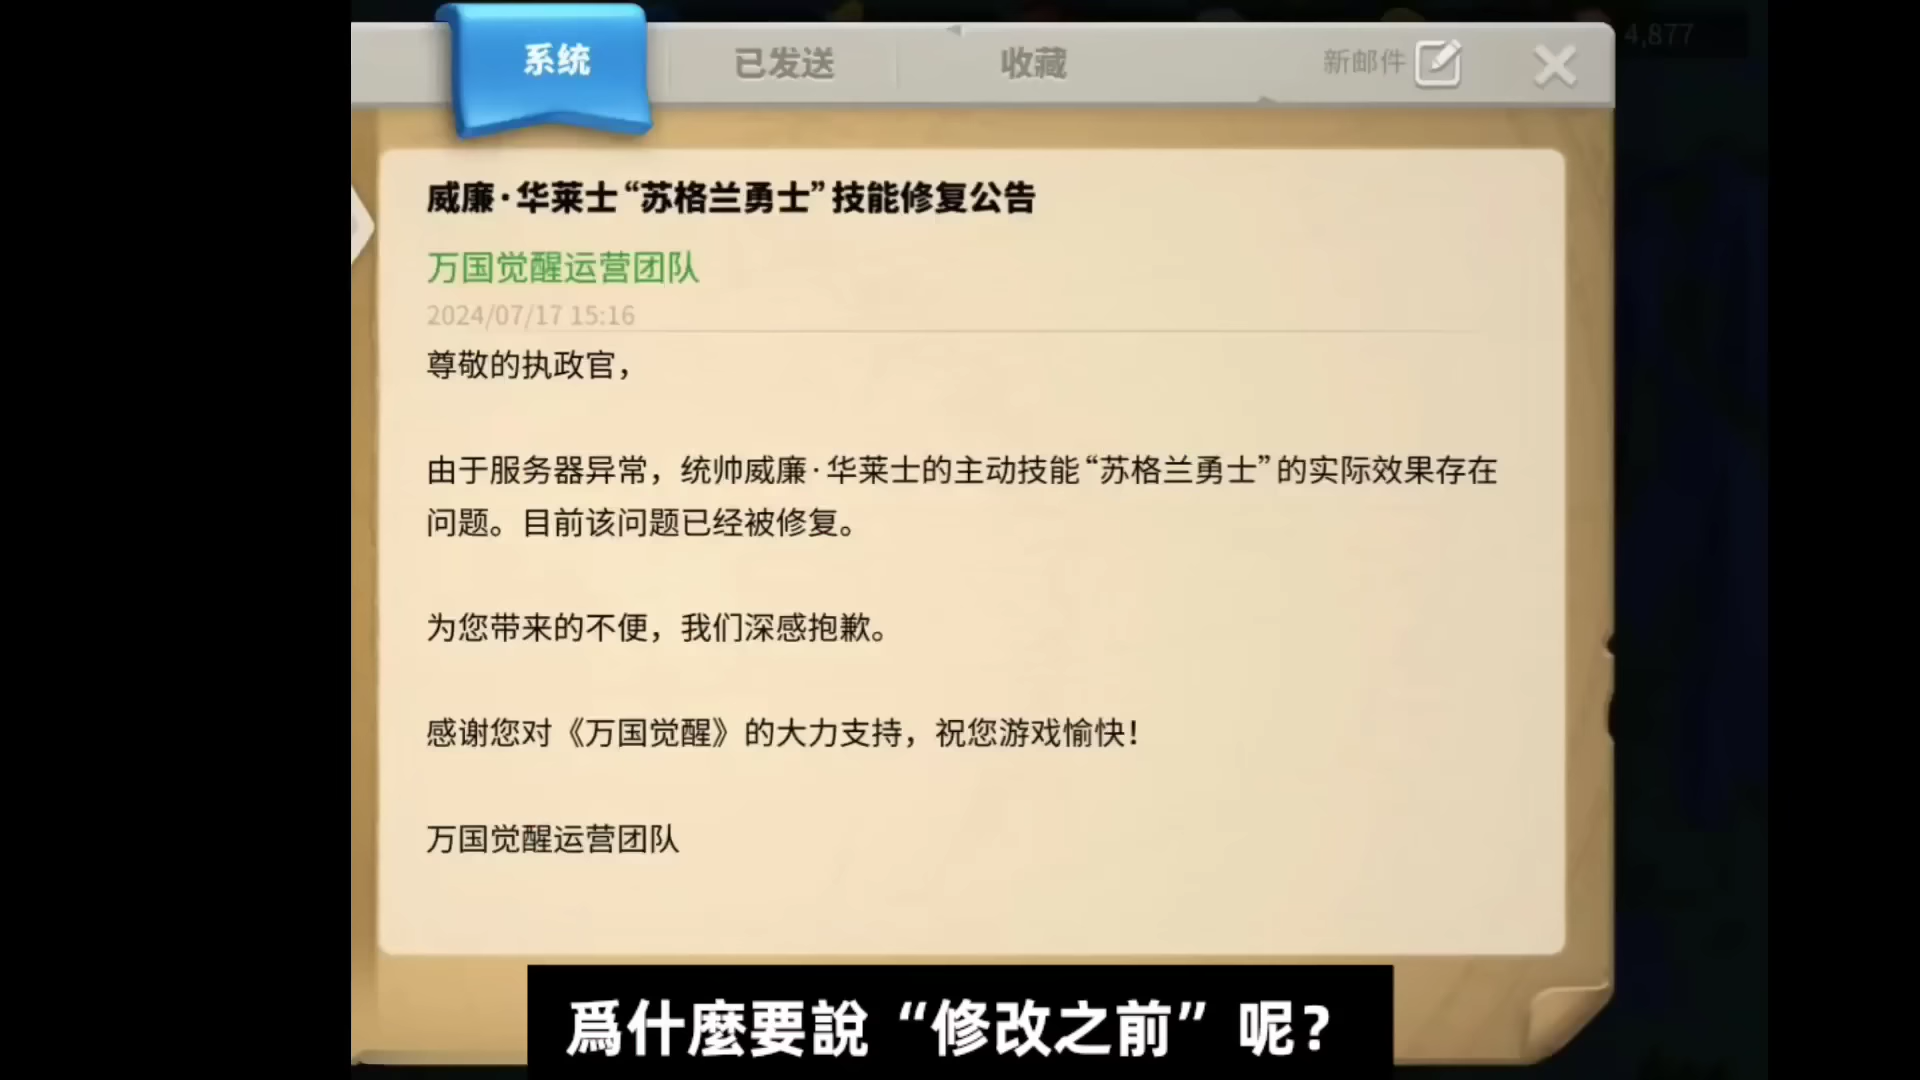 系统
已发送
收藏
新邮件
4,877
威廉·华莱士“苏格兰勇士”技能修复公告
万国觉醒运营团队
2024/07/17 15:16
尊敬的执政官，
由于服务器异常，统帅威廉·华莱士的主动技能“苏格兰勇士”的实际效果存在
问题。目前该问题已经被修复。
为您带来的不便，我们深感抱歉。
感谢您对《万国觉醒》的大力支持，祝您游戏愉快！
万国觉醒运营团队
爲什麼要說“修改之前”呢？